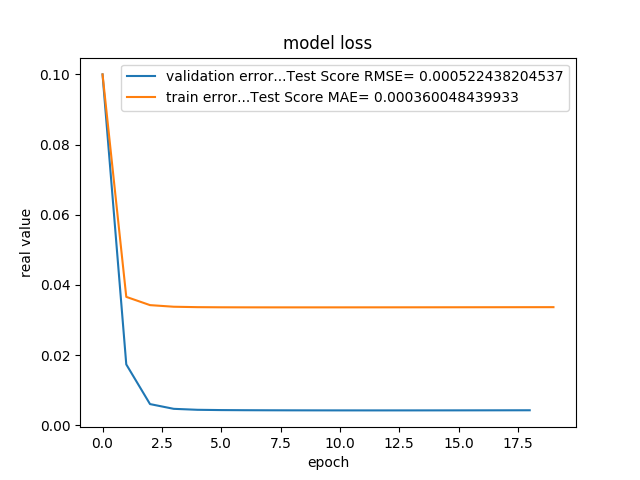 model loss
validation error...Test Score RMSE= 0.000522438204537
train error...Test Score MAE= 0.000360048439933
real value
0.10
0.08
0.06
0.04
0.02
0.00
0.0 2.5 5.0 7.5 10.0 12.5 15.0 17.5
epoch